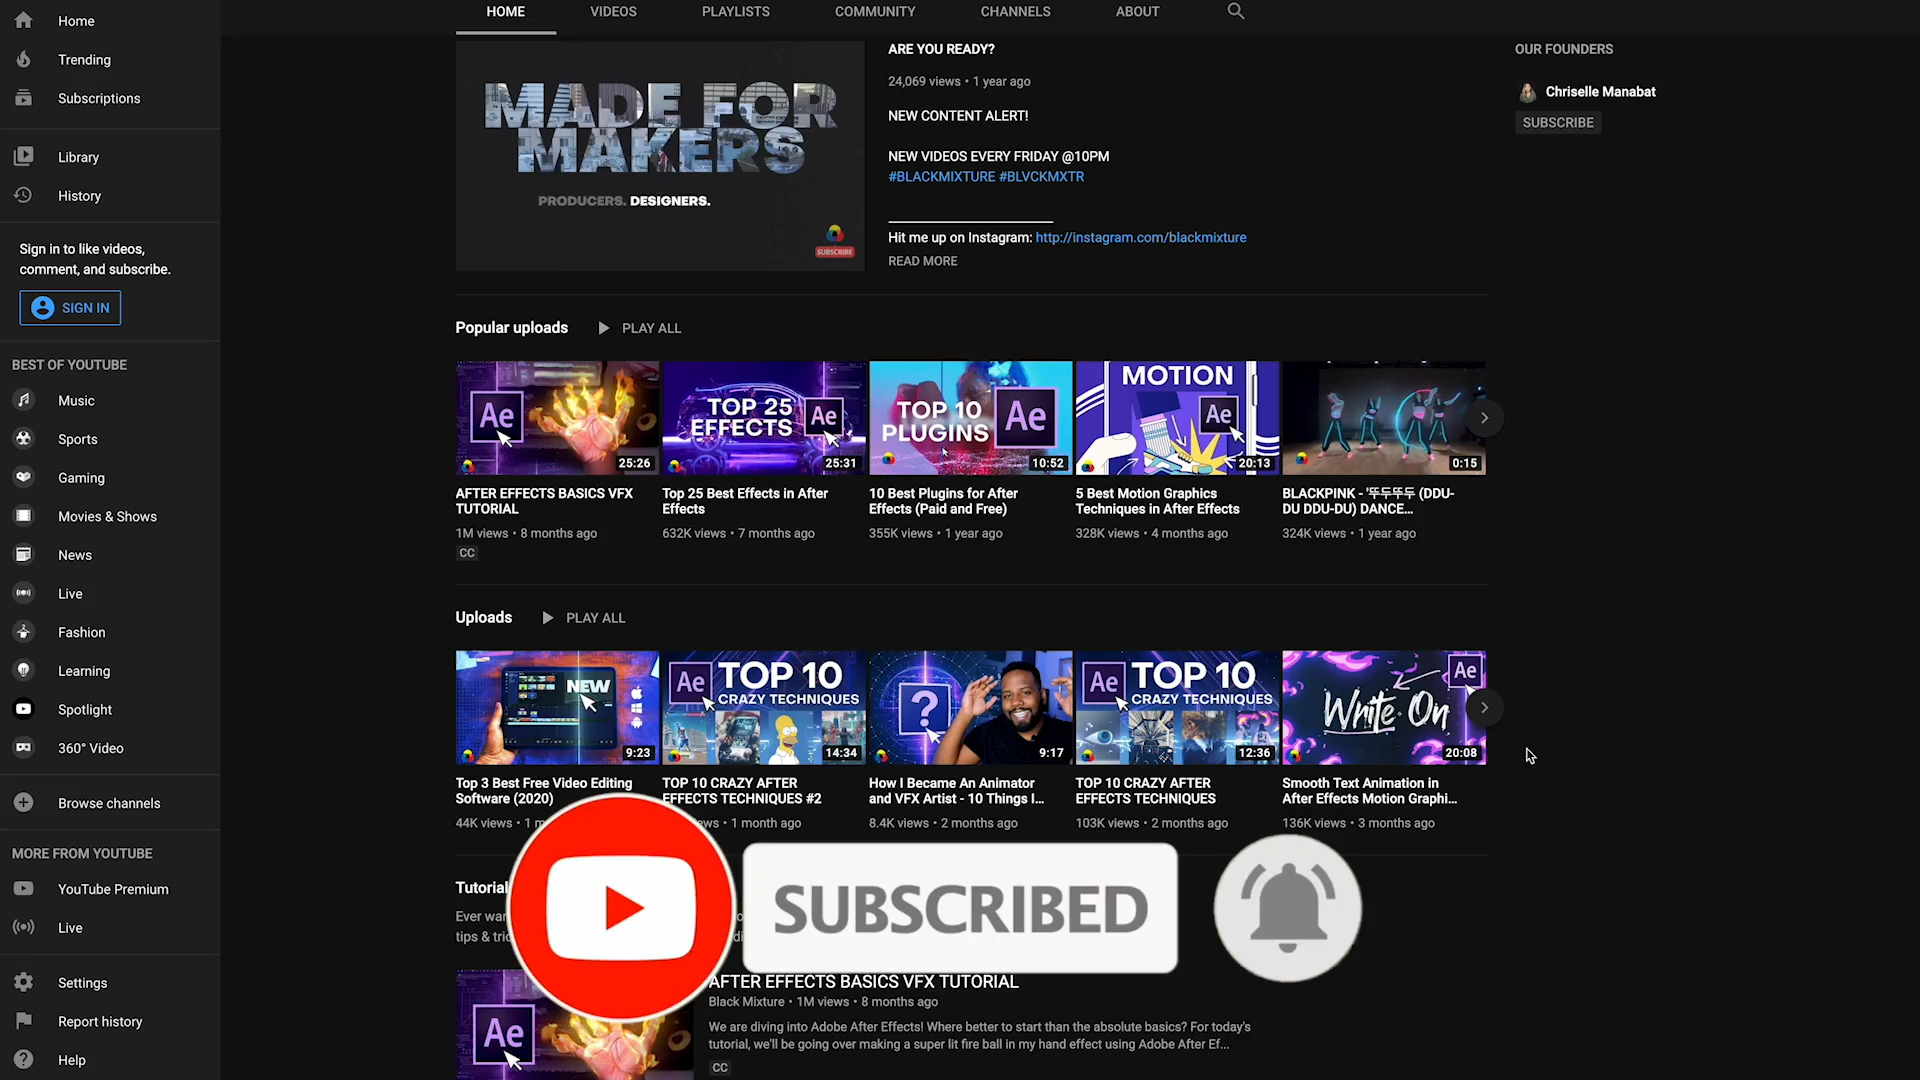 HOME
VIDEOS
PLAYLISTS
COMMUNITY
CHANNELS
ABOUT
Home
Trending
Subscriptions
Library
History
Sign in to like videos,
comment, and subscribe.
SIGN IN
BEST OF YOUTUBE
Music
Sports
Gaming
Movies & Shows
News
Live
Fashion
Learning
Spotlight
360° Video
Browse channels
MORE FROM YOUTUBE
YouTube Premium
Live
Settings
Report history
Help
MADE FOR
MAKERS
PRODUCERS. DESIGNERS.
SUBSCRIBE
ARE YOU READY?
24,069 views • 1 year ago
NEW CONTENT ALERT!
NEW VIDEOS EVERY FRIDAY @10PM
#BLACKMIXTURE #BLVCKMXTR
Hit me up on Instagram: http://instagram.com/blackmixture
READ MORE
OUR FOUNDERS
Chriselle Manabat
SUBSCRIBE
Popular uploads
PLAY ALL
Ae
25:26
AFTER EFFECTS BASICS VFX
TUTORIAL
1M views • 8 months ago
CC
TOP 25
EFFECTS
Ae
25:31
Top 25 Best Effects in After
Effects
632K views • 7 months ago
TOP 10
PLUGINS
Ae
10:52
10 Best Plugins for After
Effects (Paid and Free)
355K views • 1 year ago
MOTION
Ae
20:13
5 Best Motion Graphics
Techniques in After Effects
328K views • 4 months ago
0:15
BLACKPINK - '뚜두뚜두 (DDU-
DU DDU-DU) DANCE...
324K views • 1 year ago
Uploads
PLAY ALL
NEW
9:23
Top 3 Best Free Video Editing
Software (2020)
44K views • 1 m
Ae
TOP 10
CRAZY TECHNIQUES
14:34
TOP 10 CRAZY AFTER
EFFECTS TECHNIQUES #2
ws • 1 month ago
?
9:17
How I Became An Animator
and VFX Artist - 10 Things I...
8.4K views • 2 months ago
Ae
TOP 10
CRAZY TECHNIQUES
12:36
TOP 10 CRAZY AFTER
EFFECTS TECHNIQUES
103K views • 2 months ago
Ae
Write On
20:08
Smooth Text Animation in
After Effects Motion Graphi...
136K views • 3 months ago
Tutorial
Ever wa
tips & tri
SUBSCRIBED
Ae
AFTER EFFECTS BASICS VFX TUTORIAL
Black Mixture • 1M views • 8 months ago
We are diving into Adobe After Effects! Where better to start than the absolute basics? For today's
tutorial, we'll be going over making a super lit fire ball in my hand effect using Adobe After Ef...
CC